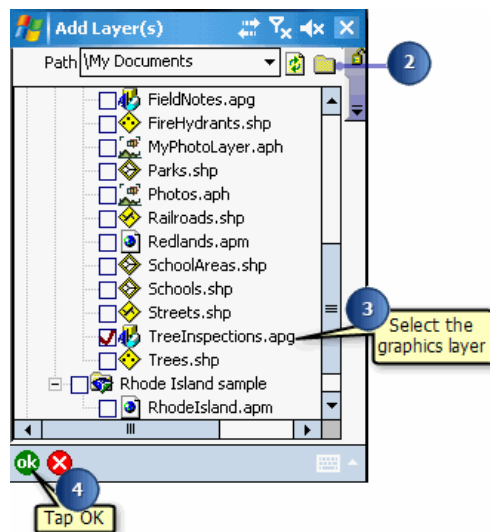 Add Layer(s)
Path \My Documents
2
FieldNotes.apg
FireHydrants.shp
MyPhotoLayer.aph
Parks.shp
Photos.aph
Railroads.shp
Redlands.apm
SchoolAreas.shp
Schools.shp
Streets.shp
TreeInspections.apg
3
Select the
graphics layer
Trees.shp
Rhode Island sample
RhodeIsland.apm
ok
4
Tap OK